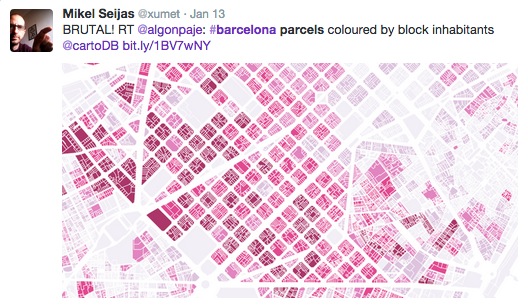 Mikel Seijas @xumet · Jan 13
BRUTAL! RT @algonpaje: #barcelona parcels coloured by block inhabitants
@cartoDB bit.ly/1BV7wNY